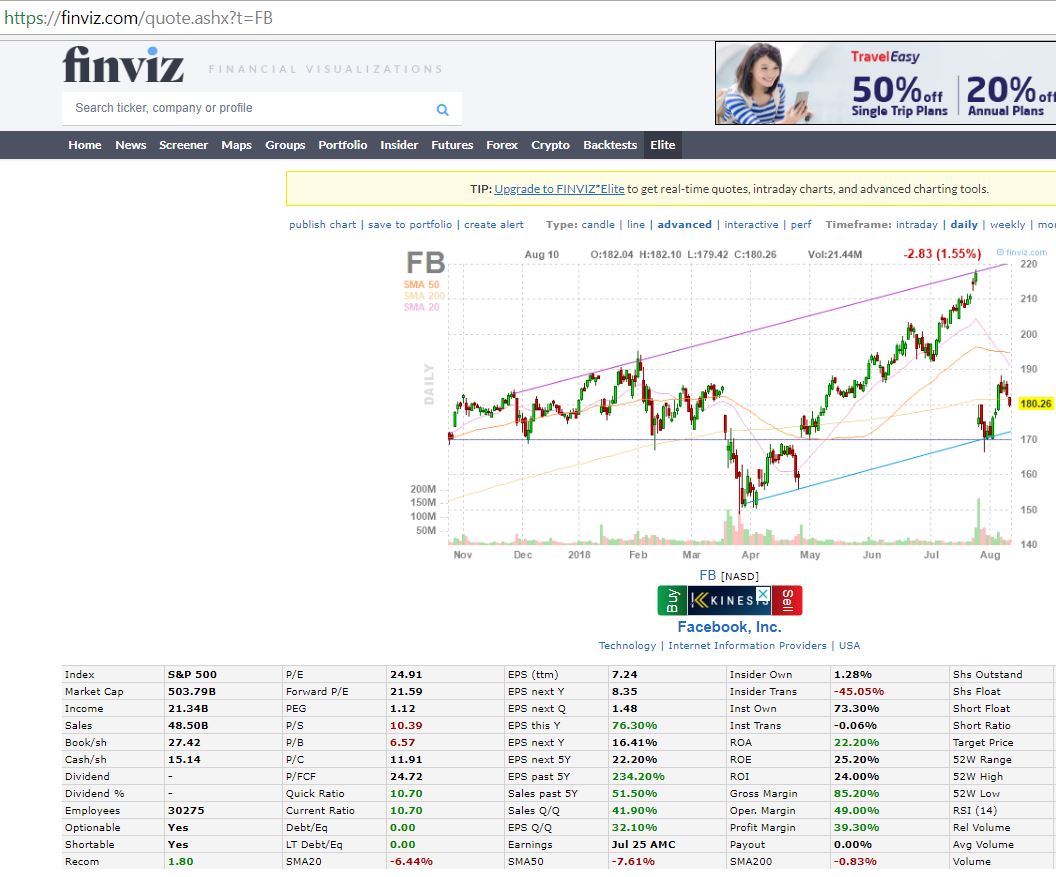 https://finviz.com/quote.ashx?t=FB
finviz FINANCIAL VISUALIZATIONS
TravelEasy
50% off 20% off
Single Trip Plans Annual Plans
Search ticker, company or profile
Home News Screener Maps Groups Portfolio Insider Futures Forex Crypto Backtests Elite
TIP: Upgrade to FINVIZ*Elite to get real-time quotes, intraday charts, and advanced charting tools.
publish chart | save to portfolio | create alert Type: candle | line | advanced | interactive | perf Timeframe: intraday | daily | weekly | mo
FB Aug 10 O:182.04 H:182.10 L:179.42 C:180.26 Vol:21.44M -2.83 (1.55%) © finviz.com
SMA 50
SMA 200
SMA 20
DAILY
220
210
200
190
180.26
170
160
150
140
200M
150M
100M
50M
Nov Dec 2018 Feb Mar Apr May Jun Jul Aug
FB [NASD]
Buy KINESIS Sell
Facebook, Inc.
Technology | Internet Information Providers | USA
Index S&P 500 P/E 24.91 EPS (ttm) 7.24 Insider Own 1.28% Shs Outstand
Market Cap 503.79B Forward P/E 21.59 EPS next Y 8.35 Insider Trans -45.05% Shs Float
Income 21.34B PEG 1.12 EPS next Q 1.48 Inst Own 73.30% Short Float
Sales 48.50B P/S 10.39 EPS this Y 76.30% Inst Trans -0.06% Short Ratio
Book/sh 27.42 P/B 6.57 EPS next Y 16.41% ROA 22.20% Target Price
Cash/sh 15.14 P/C 11.91 EPS next 5Y 22.20% ROE 25.20% 52W Range
Dividend - P/FCF 24.72 EPS past 5Y 234.20% ROI 24.00% 52W High
Dividend % - Quick Ratio 10.70 Sales past 5Y 51.50% Gross Margin 85.20% 52W Low
Employees 30275 Current Ratio 10.70 Sales Q/Q 41.90% Oper. Margin 49.00% RSI (14)
Optionable Yes Debt/Eq 0.00 EPS Q/Q 32.10% Profit Margin 39.30% Rel Volume
Shortable Yes LT Debt/Eq 0.00 Earnings Jul 25 AMC Payout 0.00% Avg Volume
Recom 1.80 SMA20 -6.44% SMA50 -7.61% SMA200 -0.83% Volume